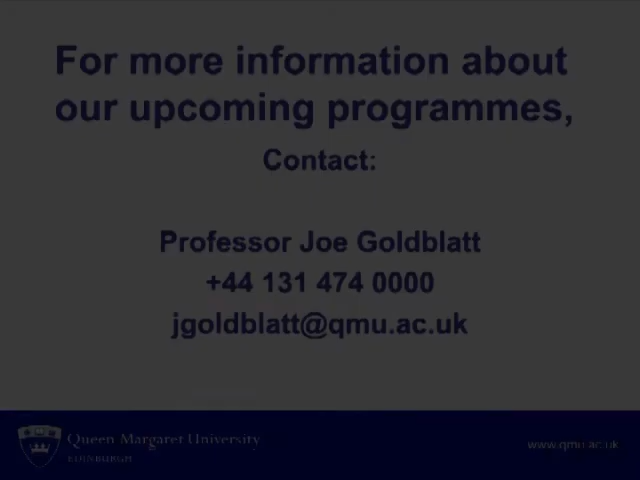 For more information about
our upcoming programmes,
Contact:
Professor Joe Goldblatt
+44 131 474 0000
jgoldblatt@qmu.ac.uk
Queen Margaret University
EDINBURGH
www.qmu.ac.uk